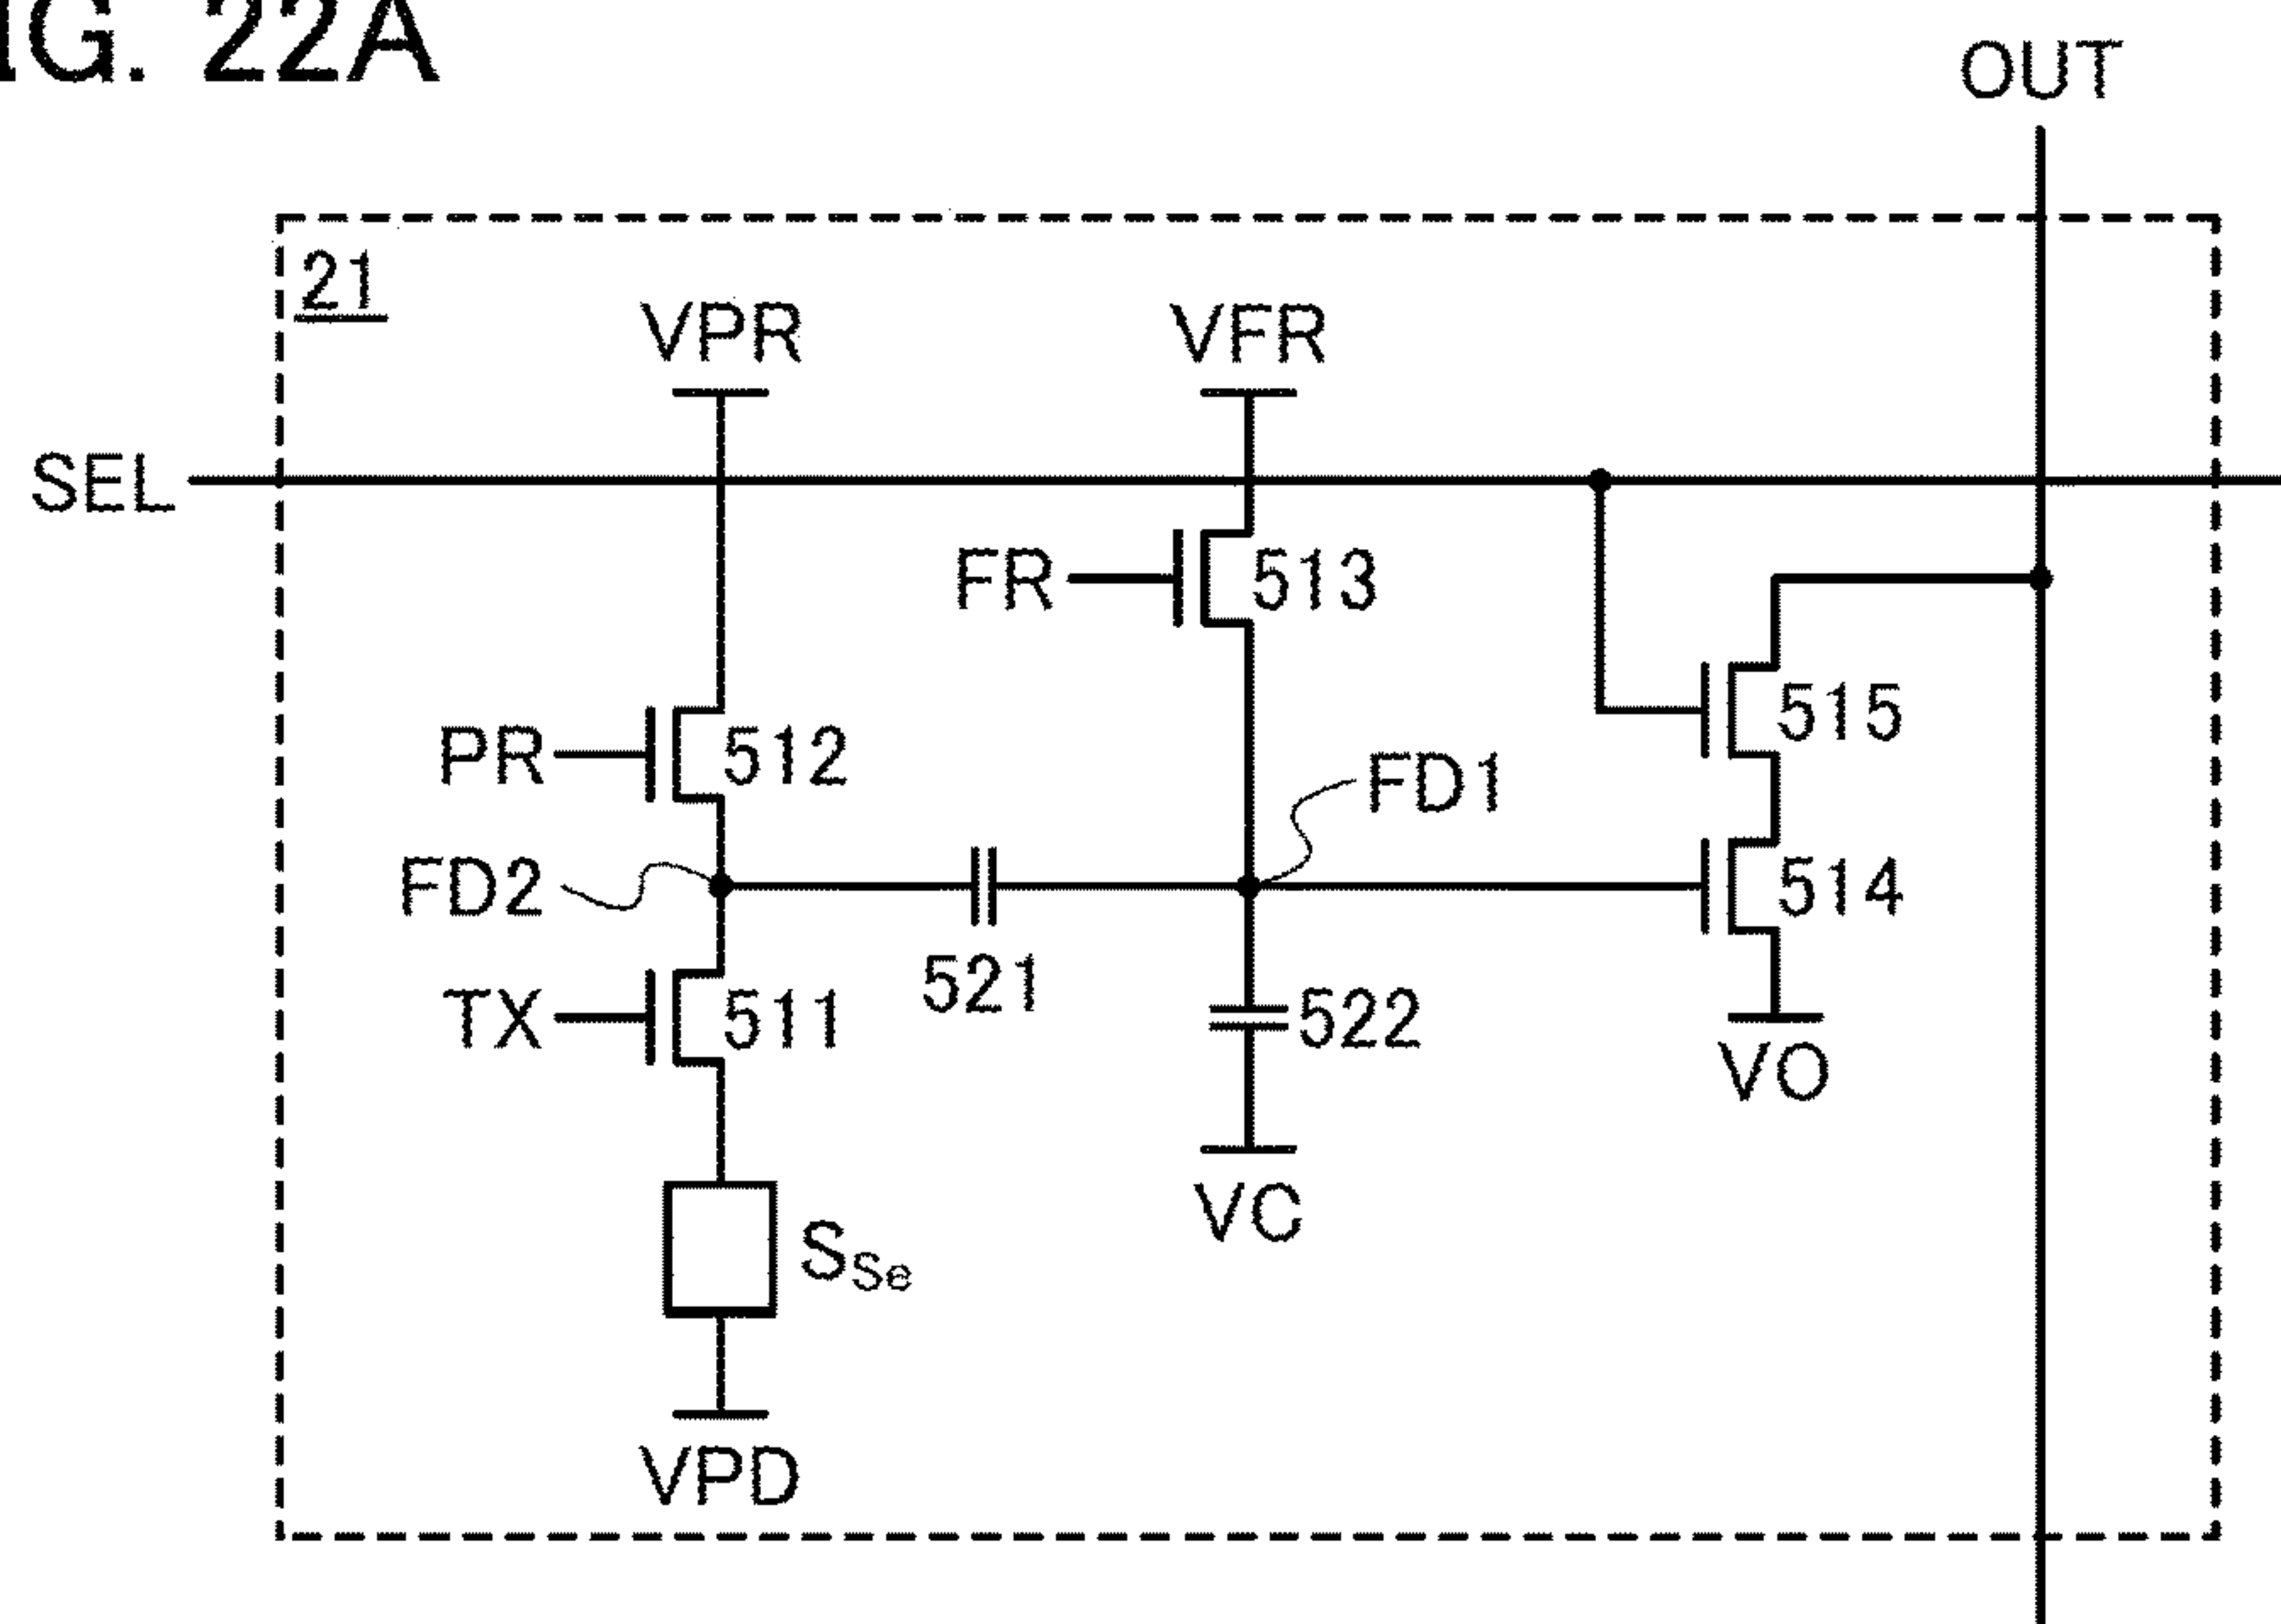 IG. 22A
OUT
21
VPR
VFR
SEL
FR
513
515
PR
512
FD1
FD2
514
521
TX
511
522
VO
VC
SSe
VPD